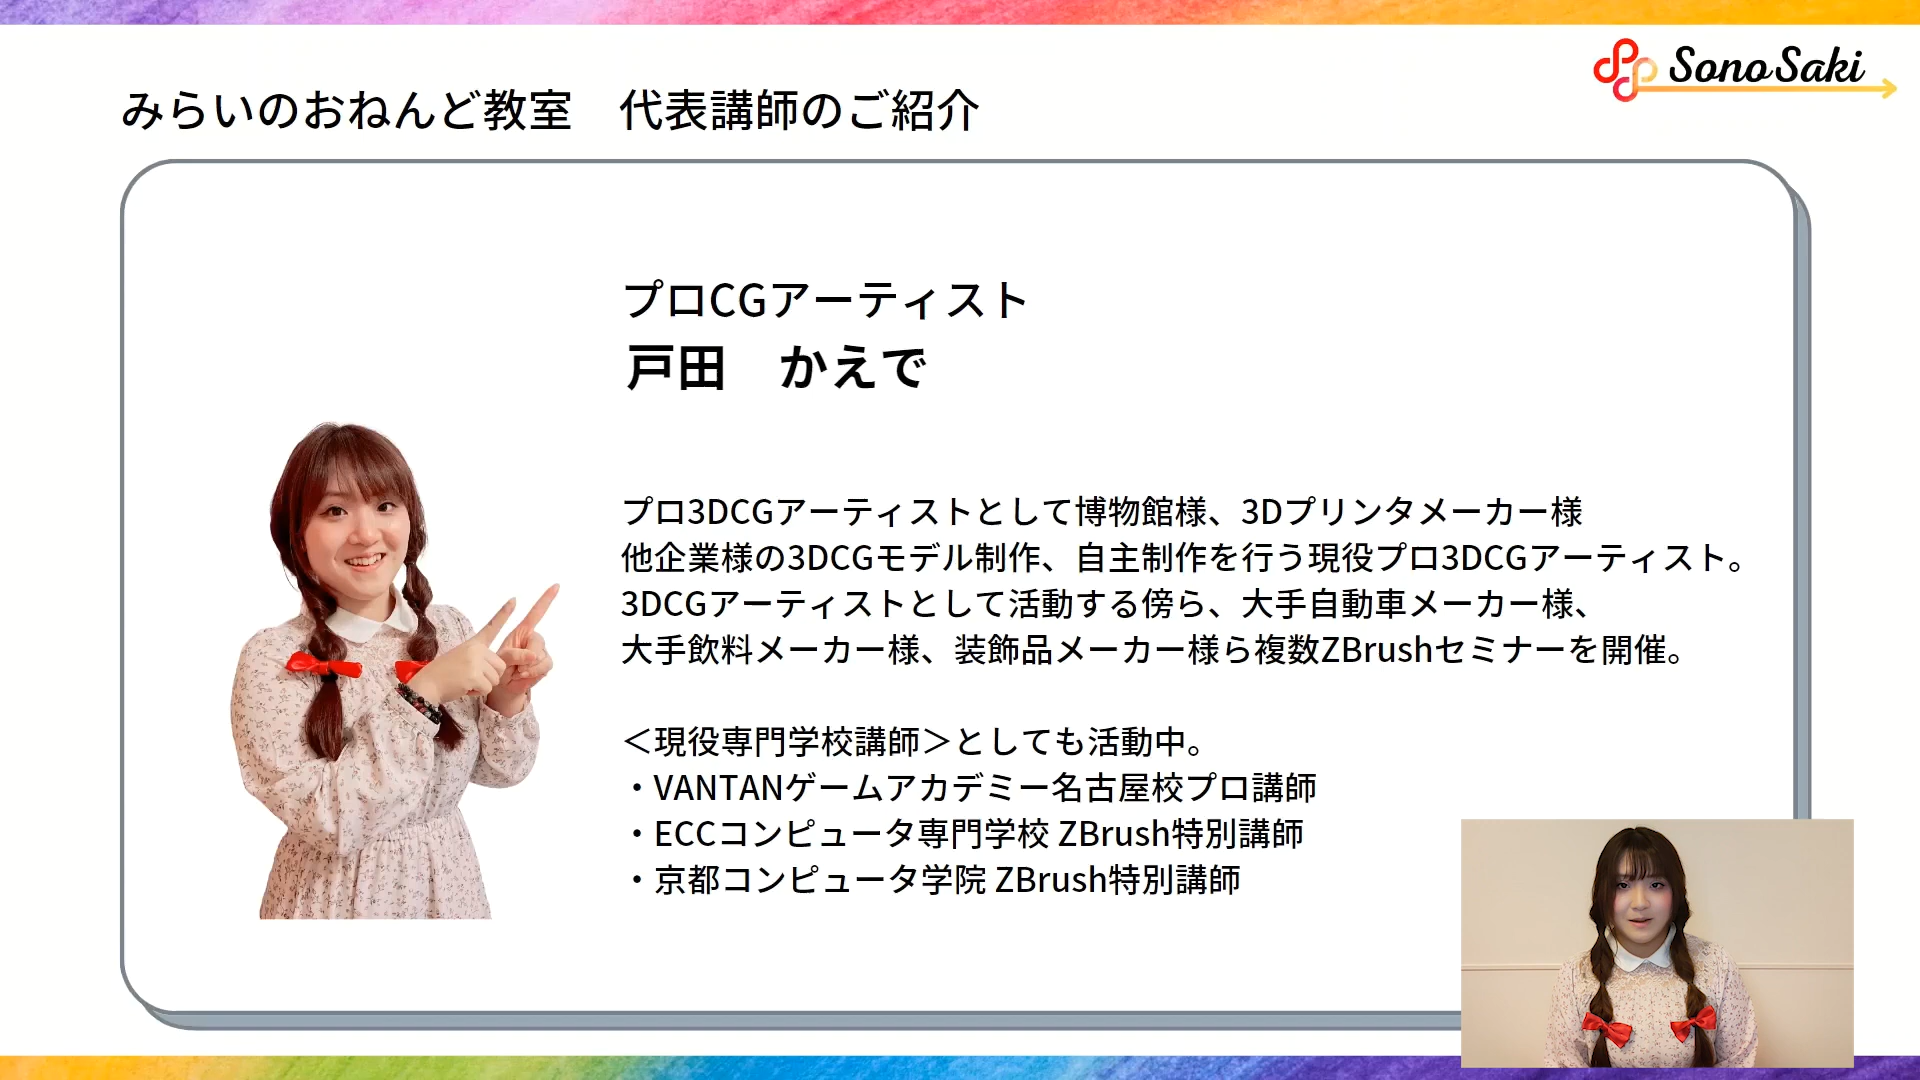 Sono Saki
みらいのおねんど教室　代表講師のご紹介
プロCGアーティスト
戸田　かえで
プロ3DCGアーティストとして博物館様、3Dプリンタメーカー様
他企業様の3DCGモデル制作、自主制作を行う現役プロ3DCGアーティスト。
3DCGアーティストとして活動する傍ら、大手自動車メーカー様、
大手飲料メーカー様、装飾品メーカー様ら複数ZBrushセミナーを開催。
＜現役専門学校講師＞としても活動中。
・VANTANゲームアカデミー名古屋校プロ講師
・ECCコンピュータ専門学校 ZBrush特別講師
・京都コンピュータ学院 ZBrush特別講師